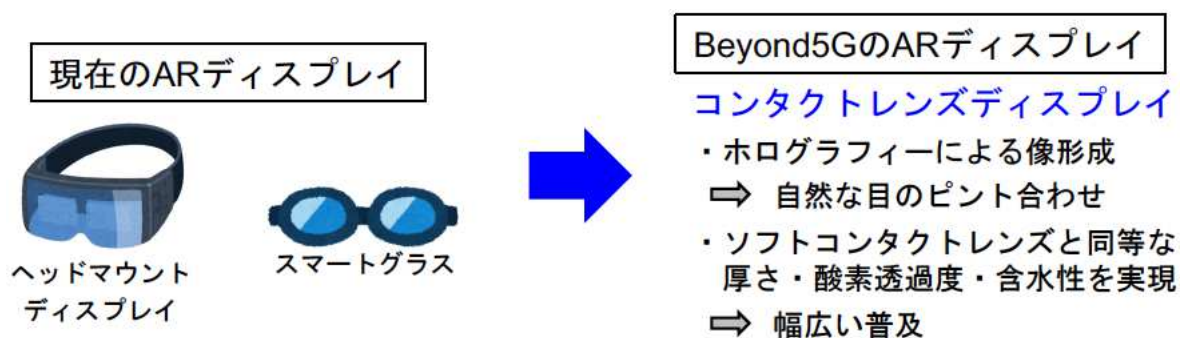 現在のARディスプレイ
ヘッドマウント
ディスプレイ
スマートグラス
Beyond5GのARディスプレイ
コンタクトレンズディスプレイ
・ホログラフィーによる像形成
⇨ 自然な目のピント合わせ
・ソフトコンタクトレンズと同等な
厚さ・酸素透過度・含水性を実現
⇨ 幅広い普及